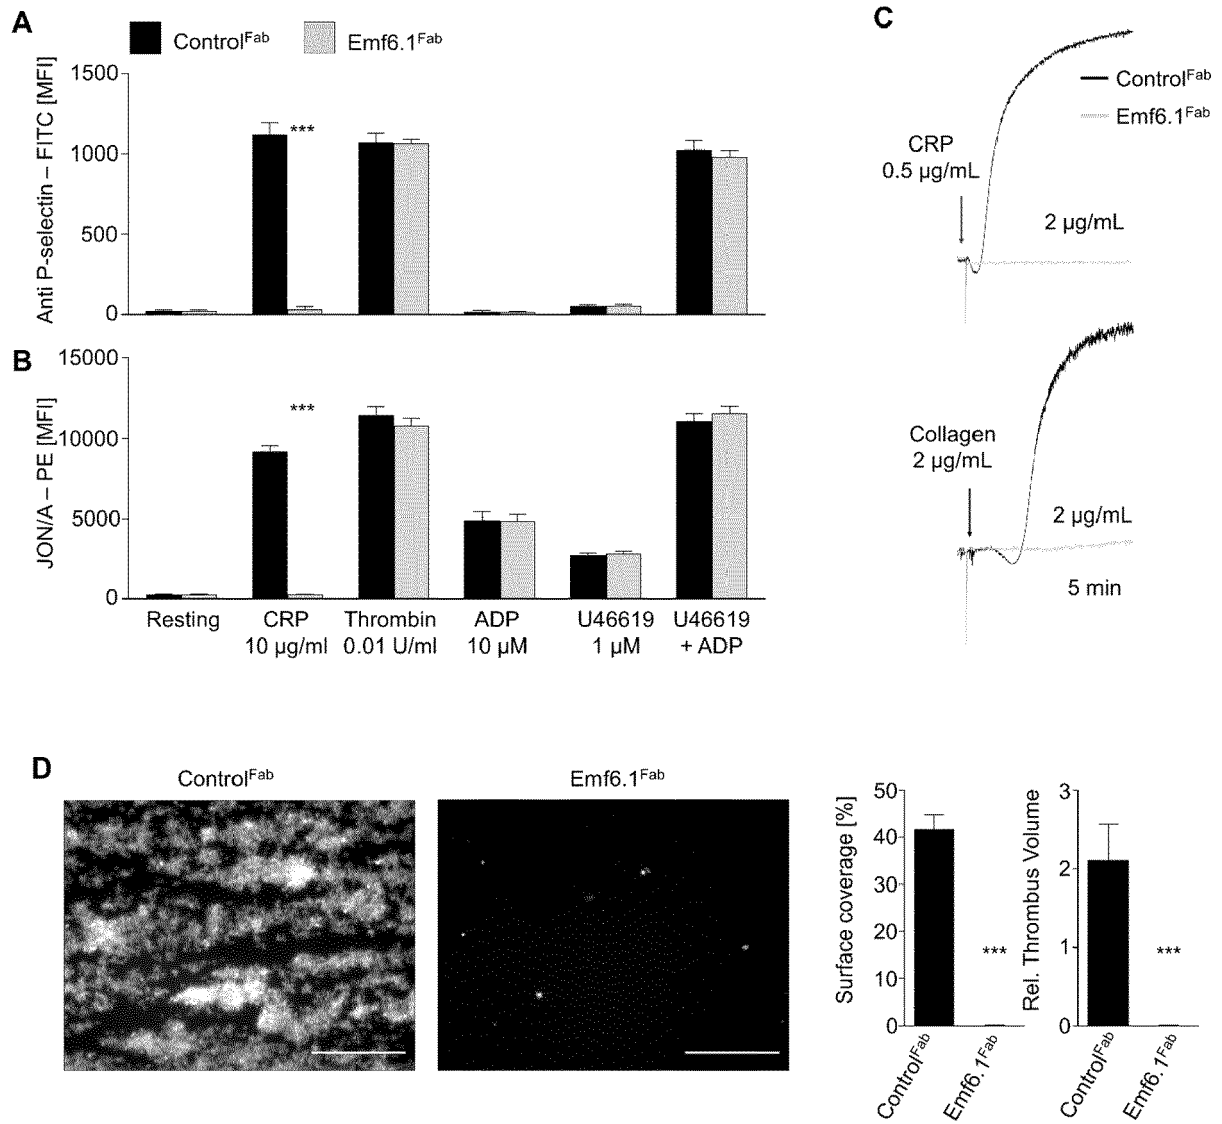 A
Control^Fab
Emf6.1^Fab
Anti P-selectin – FITC [MFI]
1500
1000
500
0
***
B
JON/A – PE [MFI]
15000
10000
5000
0
***
Resting
CRP
10 µg/ml
Thrombin
0.01 U/ml
ADP
10 µM
U46619
1 µM
U46619
+ ADP
C
Control^Fab
Emf6.1^Fab
CRP
0.5 µg/mL
2 µg/mL
Collagen
2 µg/mL
2 µg/mL
5 min
D
Control^Fab
Emf6.1^Fab
Surface coverage [%]
50
40
30
20
10
0
***
Control^Fab
Emf6.1^Fab
Rel. Thrombus Volume
3
2
1
0
***
Control^Fab
Emf6.1^Fab